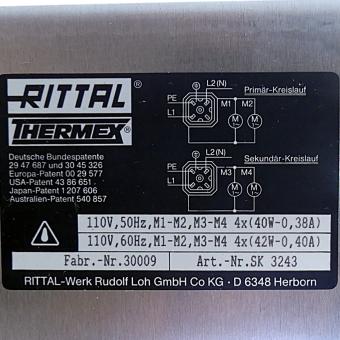 RITTAL®
THERMEX®
Deutsche Bundespatente
29 47 687 und 30 45 326
Europa-Patent 00 29 577
USA-Patent 43 86 651
Japan-Patent 1 207 606
Australien-Patent 540 857
L2(N) Primär-Kreislauf
PE M1 M2
L1
M M
L2(N) Sekundär-Kreislauf
PE M3 M4
L1
M M
110V,50Hz,M1-M2,M3-M4 4x(40W-0,38A)
110V,60Hz,M1-M2,M3-M4 4x(42W-0,40A)
Fabr.-Nr.30009 Art.-Nr.SK 3243
RITTAL-Werk Rudolf Loh GmbH Co KG · D 6348 Herborn